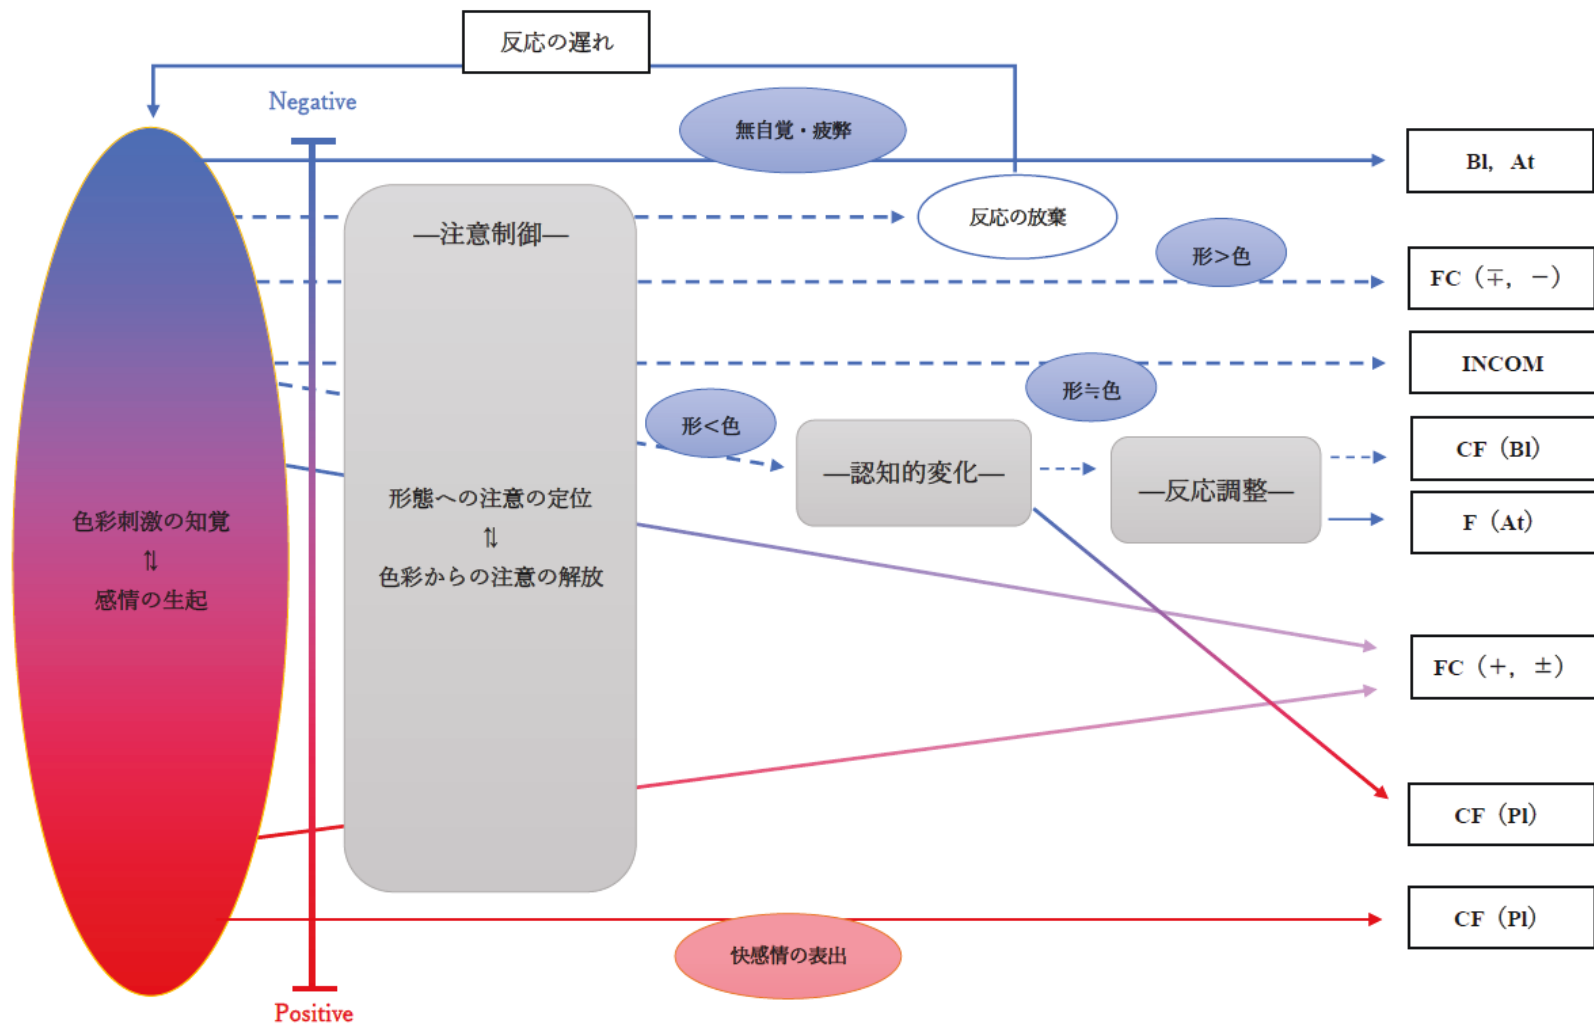 反応の遅れ
Negative
無自覚・疲弊
Bl, At
―注意制御―
反応の放棄
形>色
FC（∓, －）
INCOM
形≒色
形<色
CF（Bl）
―認知的変化―
―反応調整―
形態への注意の定位
⇅
色彩からの注意の解放
F（At）
色彩刺激の知覚
⇅
感情の生起
FC（+, ±）
CF（Pl）
CF（Pl）
快感情の表出
Positive